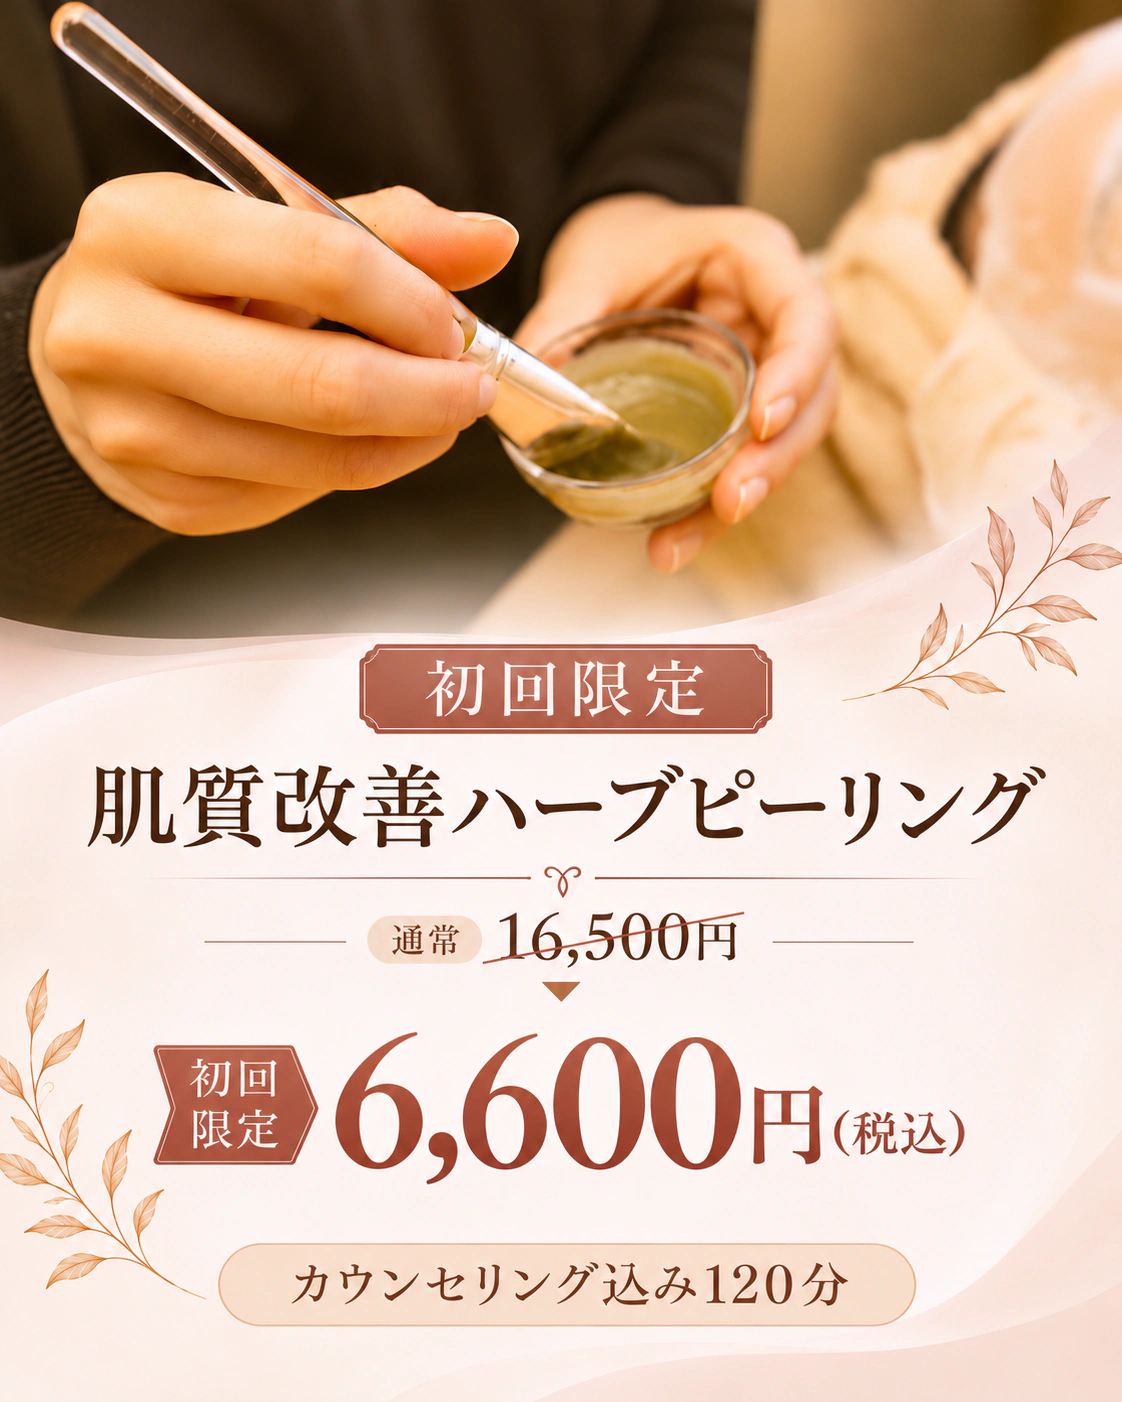 初回限定
肌質改善ハーブピーリング
通常 16,500円
初回
限定
6,600円(税込)
カウンセリング込み120分